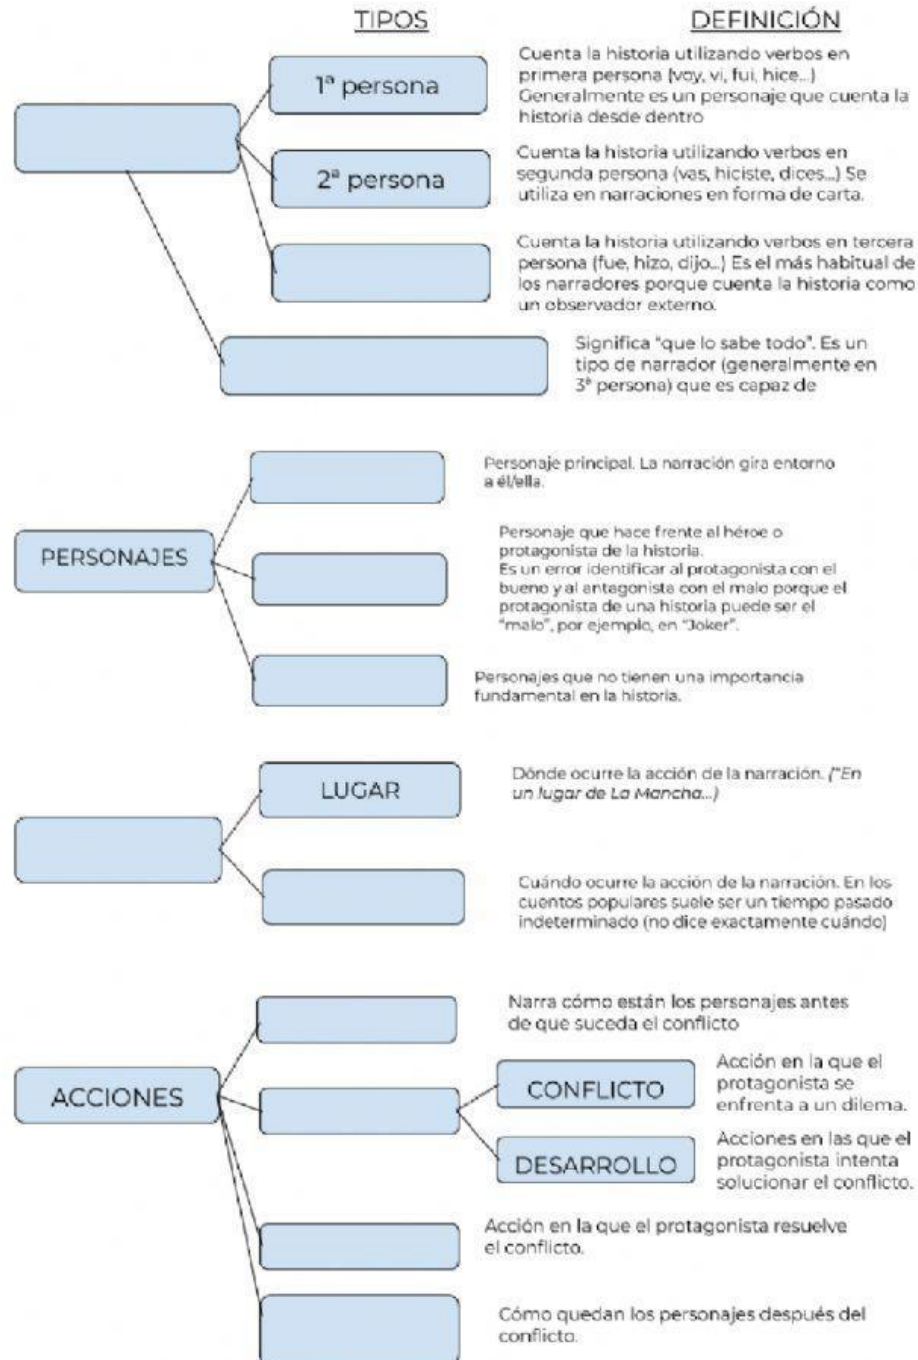 TIPOS
DEFINICIÓN
1ª persona
Cuenta la historia utilizando verbos en
primera persona (voy, vi, fui, hice...)
Generalmente es un personaje que cuenta la
historia desde dentro
2ª persona
Cuenta la historia utilizando verbos en
segunda persona (vas, hiciste, dices...) Se
utiliza en narraciones en forma de carta.
Cuenta la historia utilizando verbos en tercera
persona (fue, hizo, dijo...) Es el más habitual de
los narradores porque cuenta la historia como
un observador externo.
Significa "que lo sabe todo". Es un
tipo de narrador (generalmente en
3ª persona) que es capaz de
PERSONAJES
Personaje principal. La narración gira entorno
a él/ella.
Personaje que hace frente al héroe o
protagonista de la historia.
Es un error identificar al protagonista con el
bueno y al antagonista con el malo porque el
protagonista de una historia puede ser el
"malo", por ejemplo, en "Joker".
Personajes que no tienen una importancia
fundamental en la historia.
LUGAR
Dónde ocurre la acción de la narración. ("En
un lugar de La Mancha...)
Cuándo ocurre la acción de la narración. En los
cuentos populares suele ser un tiempo pasado
indeterminado (no dice exactamente cuándo)
ACCIONES
Narra cómo están los personajes antes
de que suceda el conflicto
CONFLICTO
Acción en la que el
protagonista se
enfrenta a un dilema.
DESARROLLO
Acciones en las que el
protagonista intenta
solucionar el conflicto.
Acción en la que el protagonista resuelve
el conflicto.
Cómo quedan los personajes después del
conflicto.